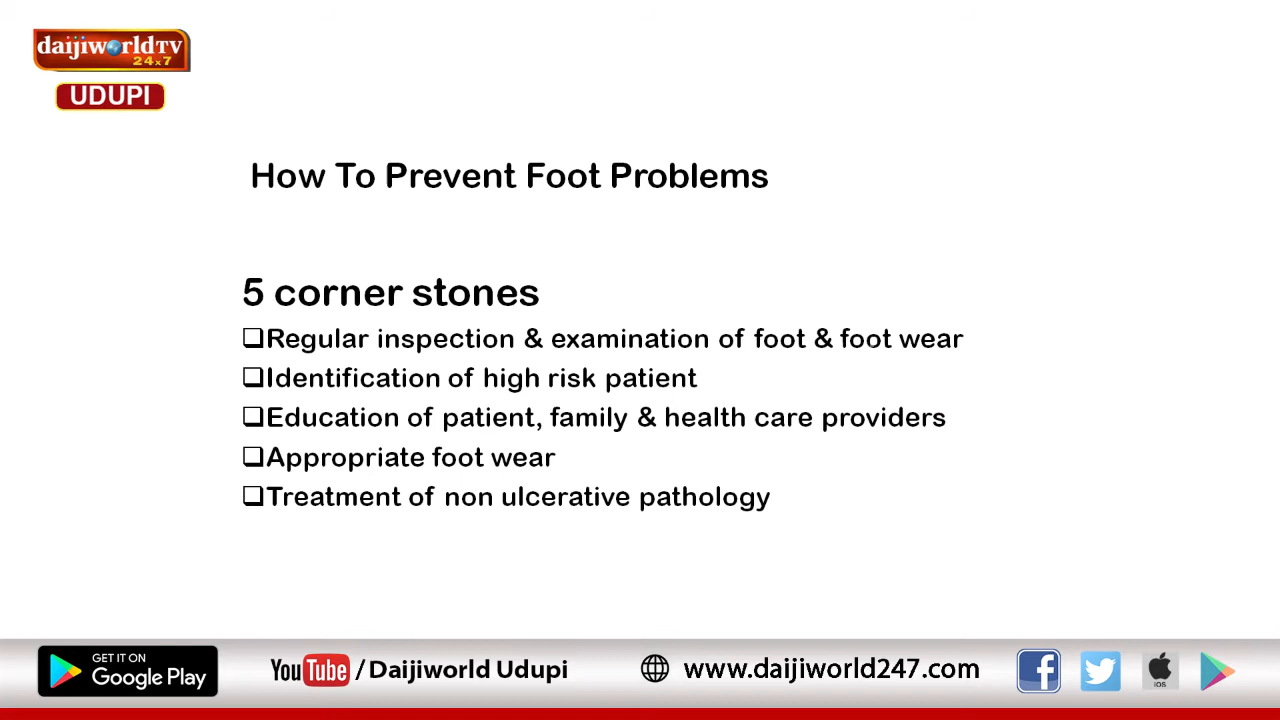 daijiworldTV
24x7
UDUPI
How To Prevent Foot Problems
5 corner stones
❑Regular inspection & examination of foot & foot wear
❑Identification of high risk patient
❑Education of patient, family & health care providers
❑Appropriate foot wear
❑Treatment of non ulcerative pathology
GET IT ON
Google Play
YouTube /Daijiworld Udupi
www.daijiworld247.com
iOS